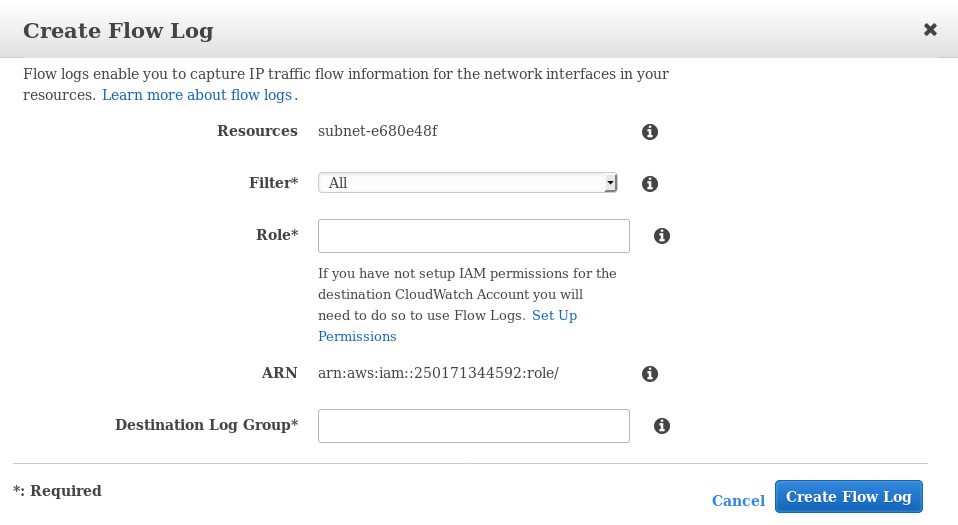 Create Flow Log
Flow logs enable you to capture IP traffic flow information for the network interfaces in your
resources. Learn more about flow logs.
Resources subnet-e680e48f
Filter* All
Role*
If you have not setup IAM permissions for the
destination CloudWatch Account you will
need to do so to use Flow Logs. Set Up
Permissions
ARN arn:aws:iam::250171344592:role/
Destination Log Group*
*: Required
Cancel Create Flow Log